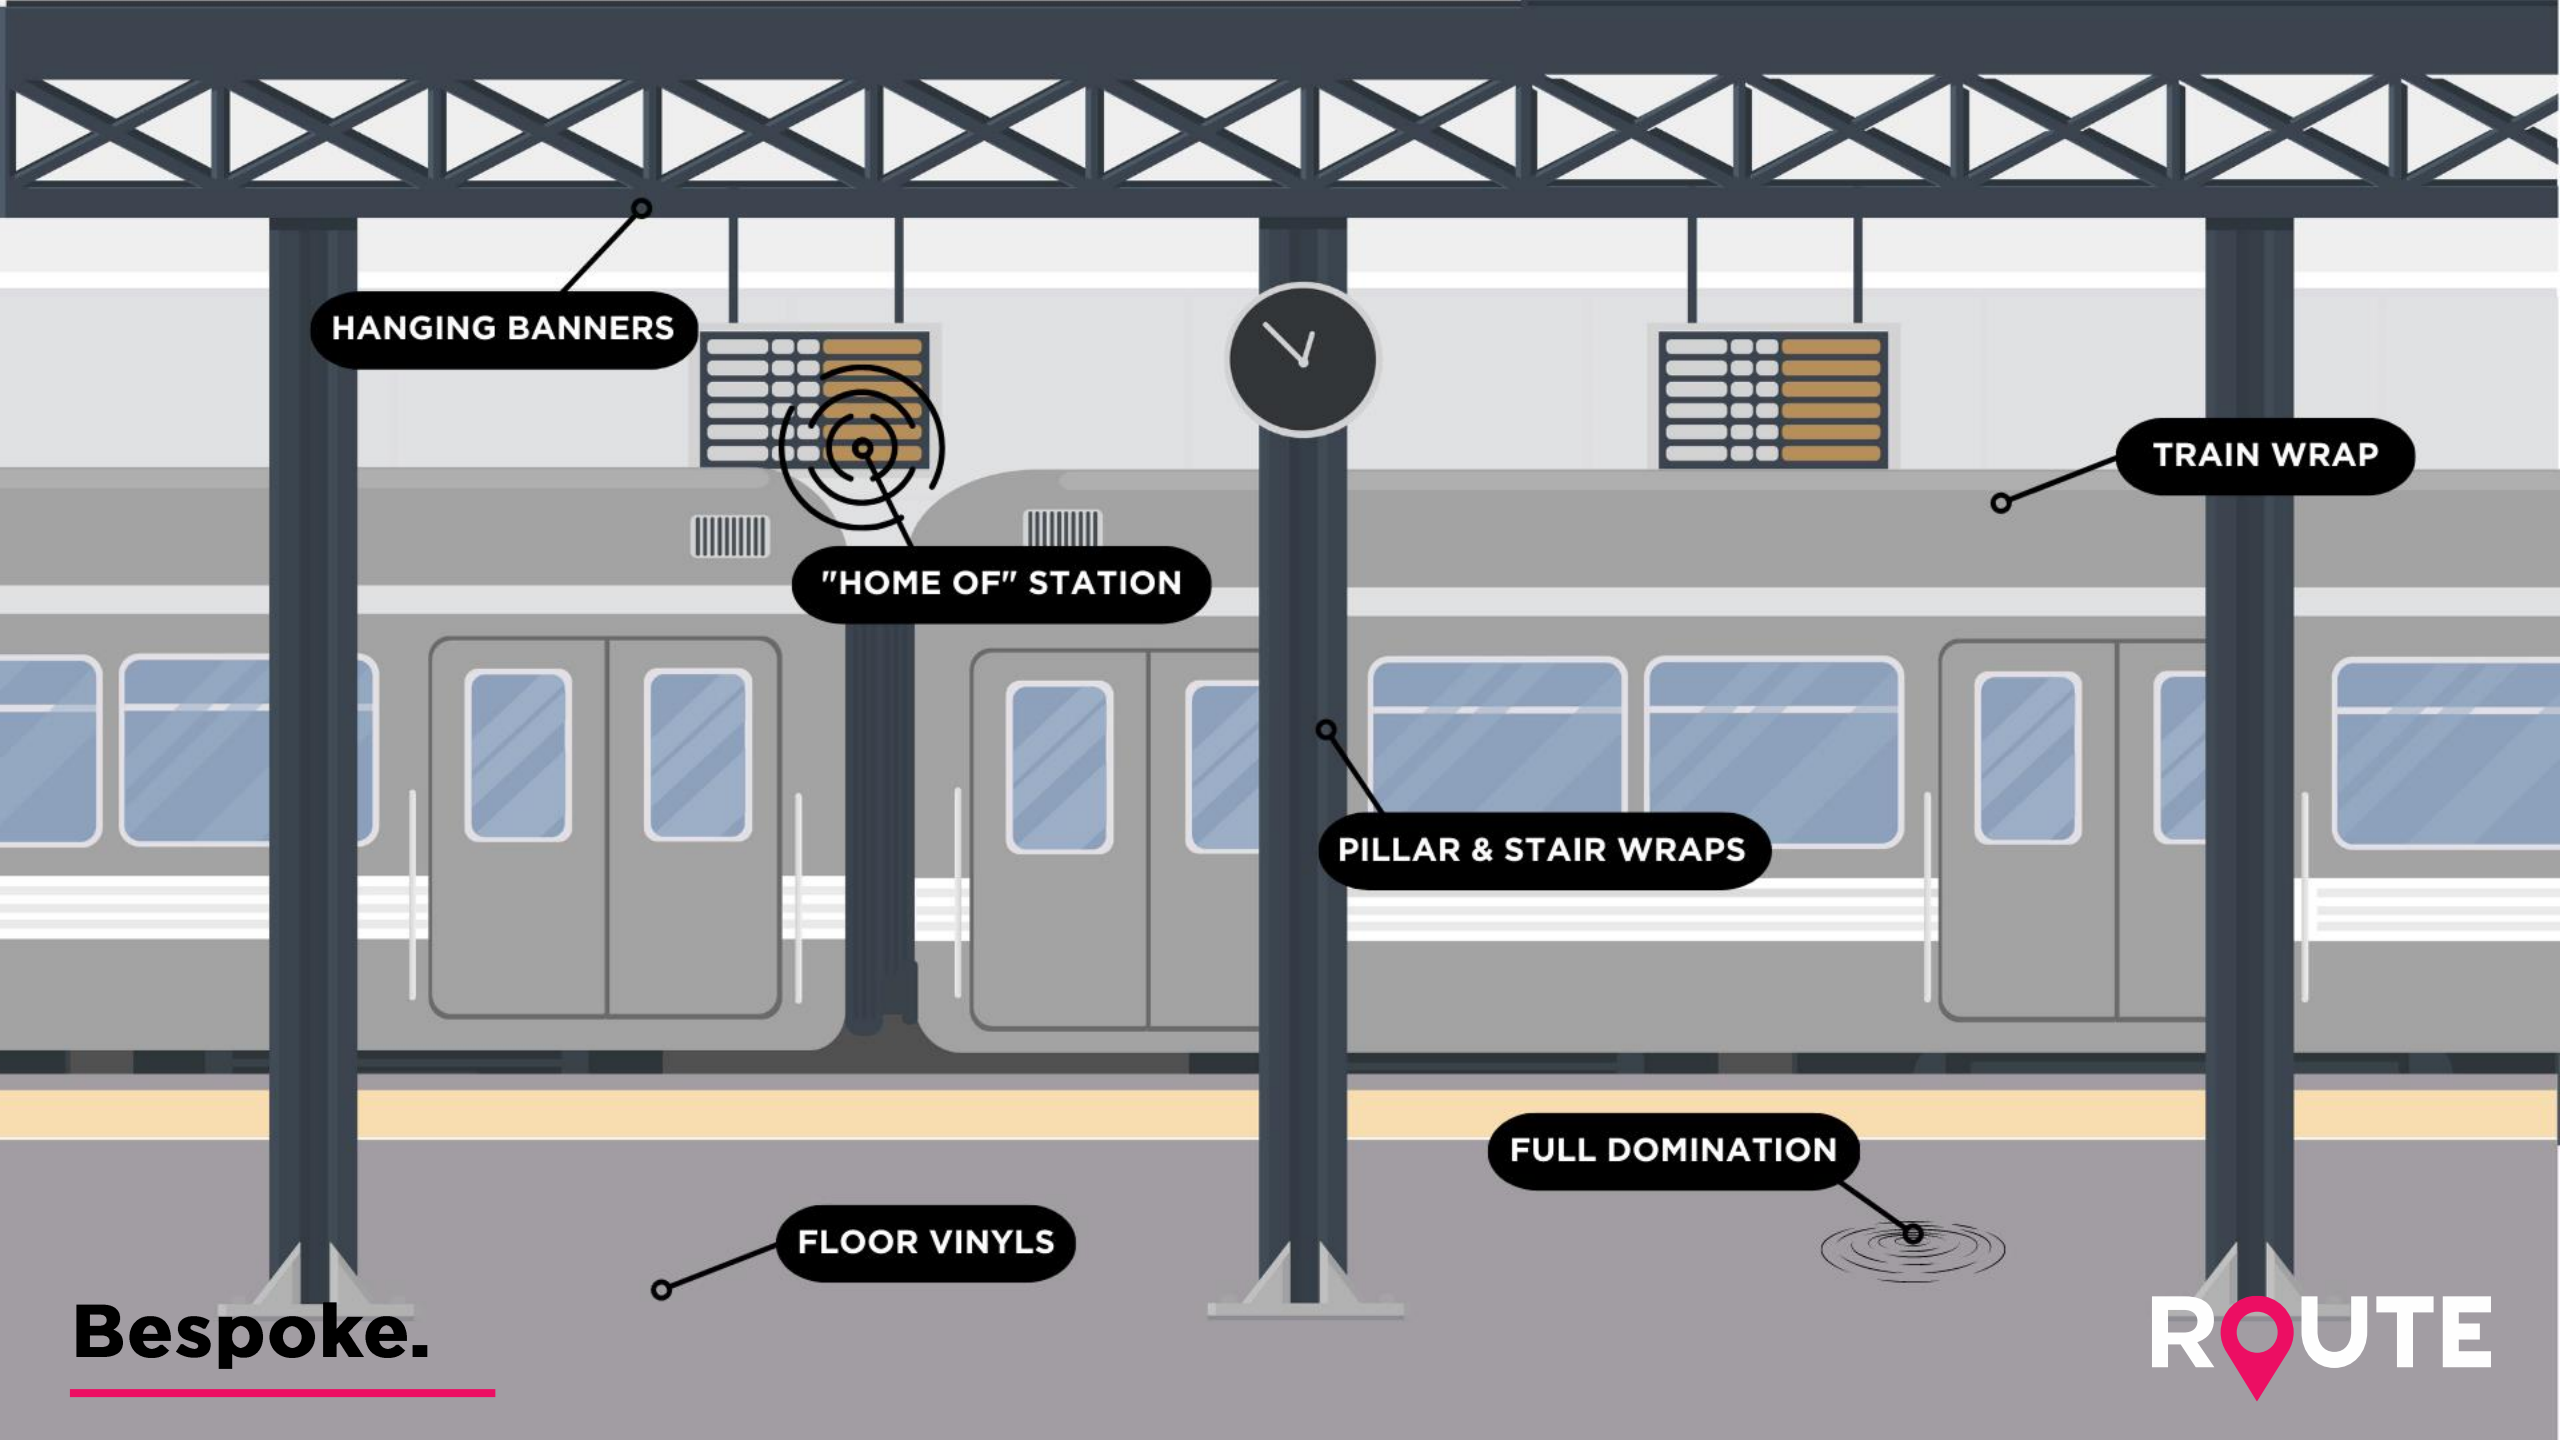 HANGING BANNERS
TRAIN WRAP
"HOME OF" STATION
PILLAR & STAIR WRAPS
FULL DOMINATION
FLOOR VINYLS
Bespoke.
ROUTE